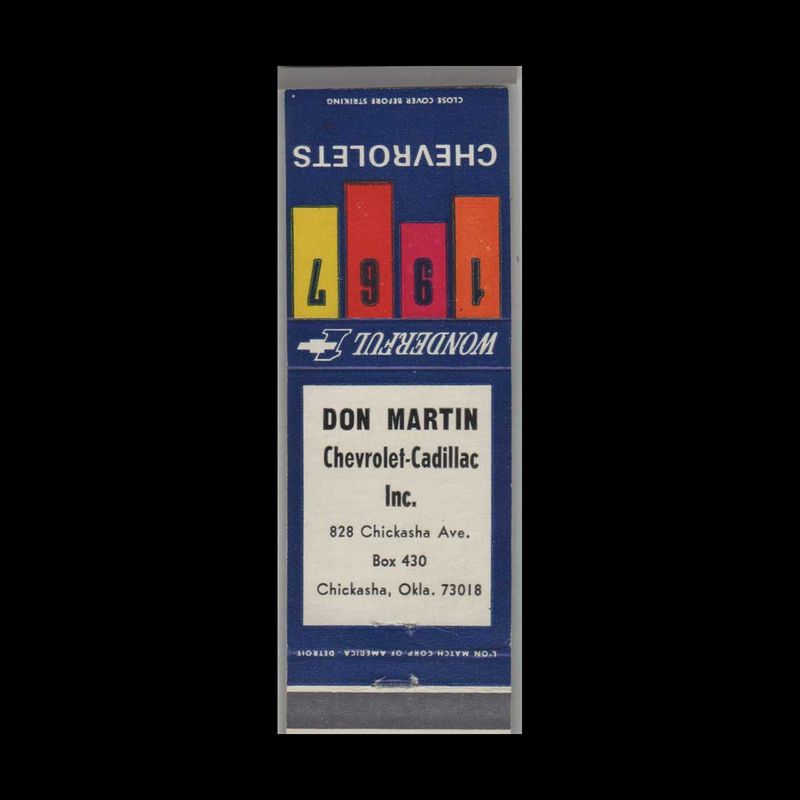 CLOSE COVER BEFORE STRIKING
CHEVROLETS
1967
WONDERFUL
DON MARTIN
Chevrolet-Cadillac
Inc.
828 Chickasha Ave.
Box 430
Chickasha, Okla. 73018
L'ON MATCH CORP. OF AMERICA - DETROIT